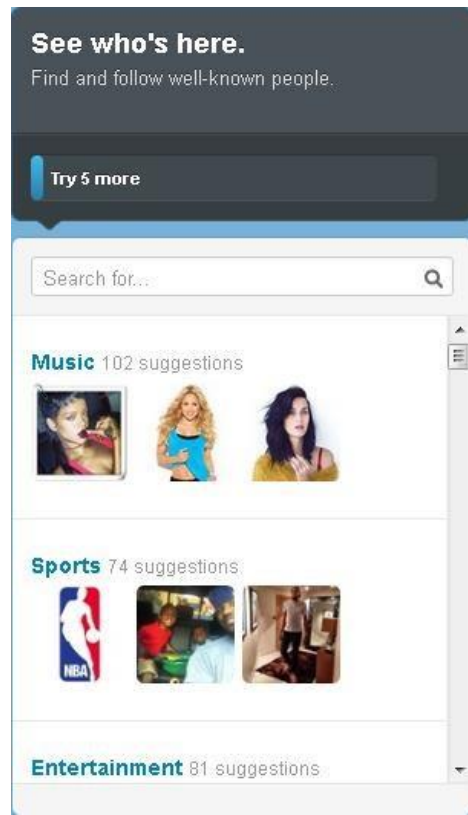 See who's here.
Find and follow well-known people.
Try 5 more
Search for...
Music 102 suggestions
Sports 74 suggestions
NBA
Entertainment 81 suggestions